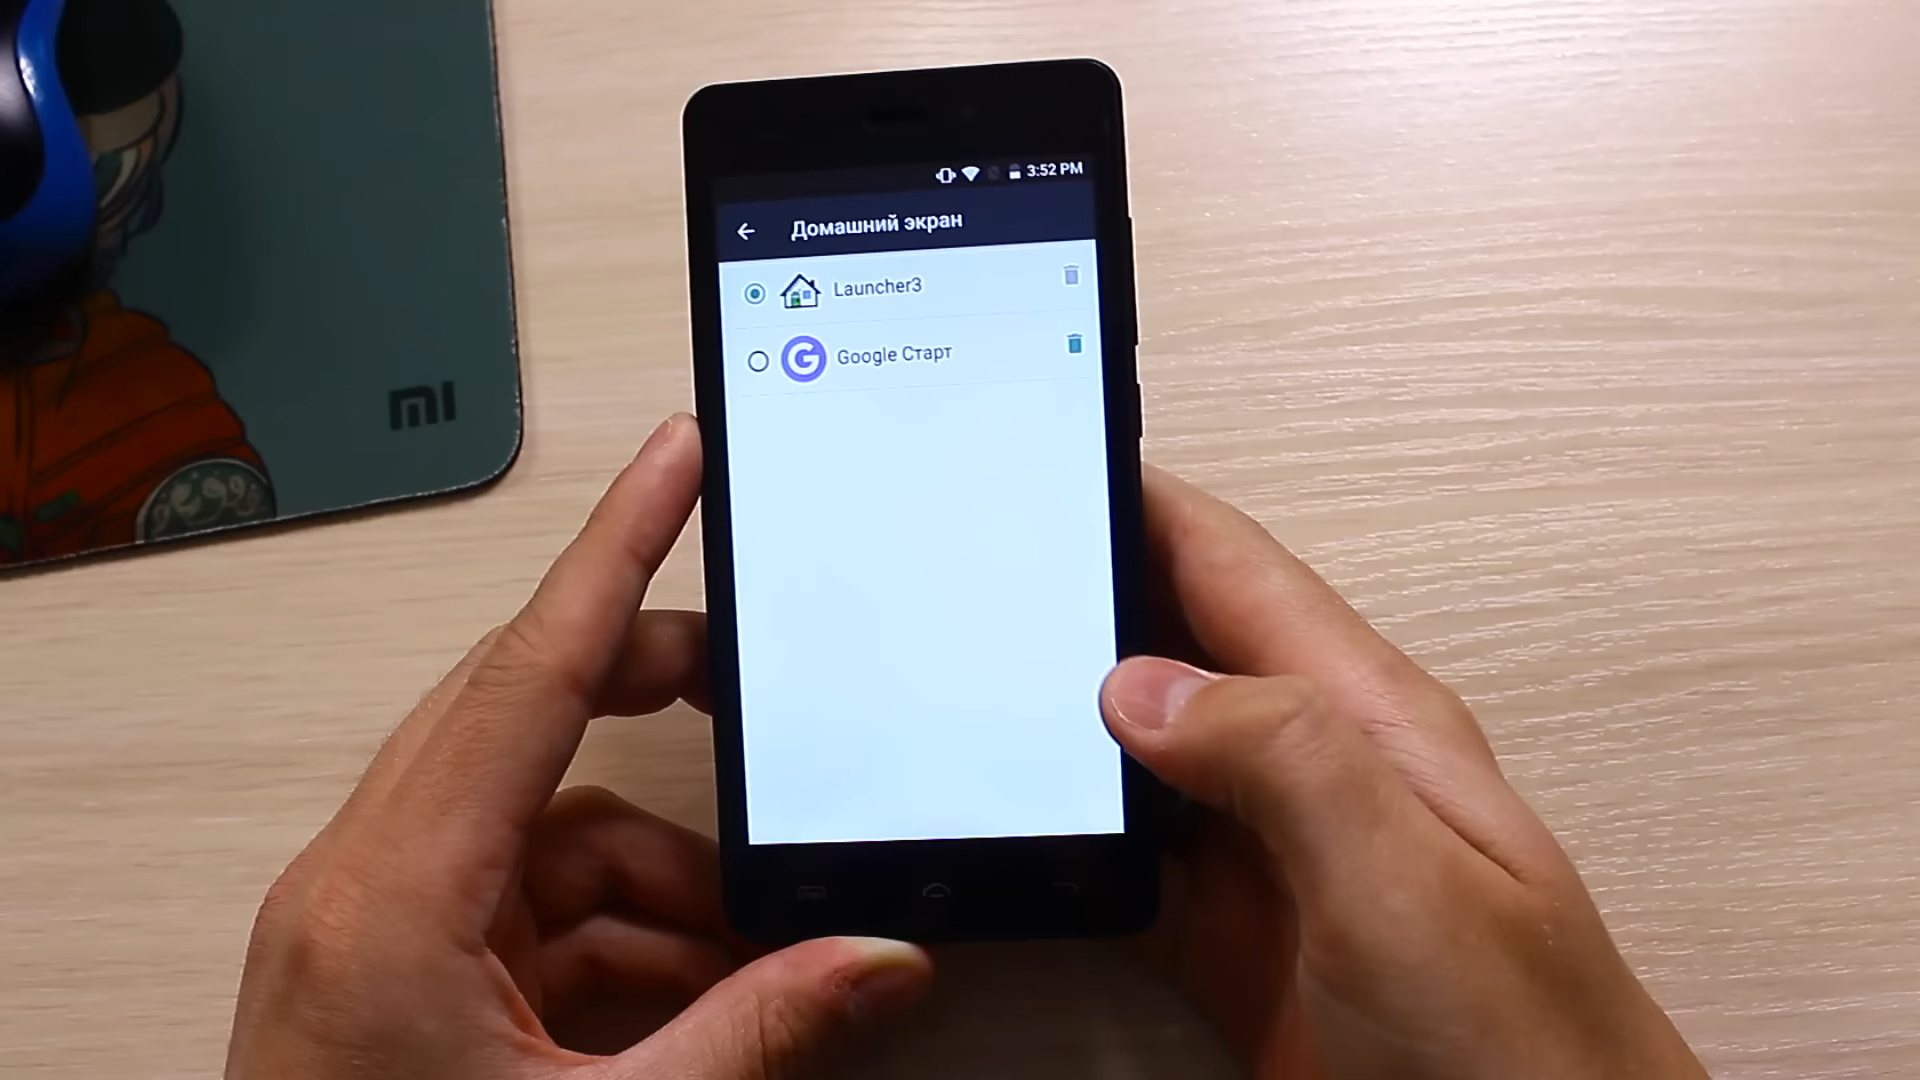 3:52 PM
Домашний экран
Launcher3
G Google Старт
mi